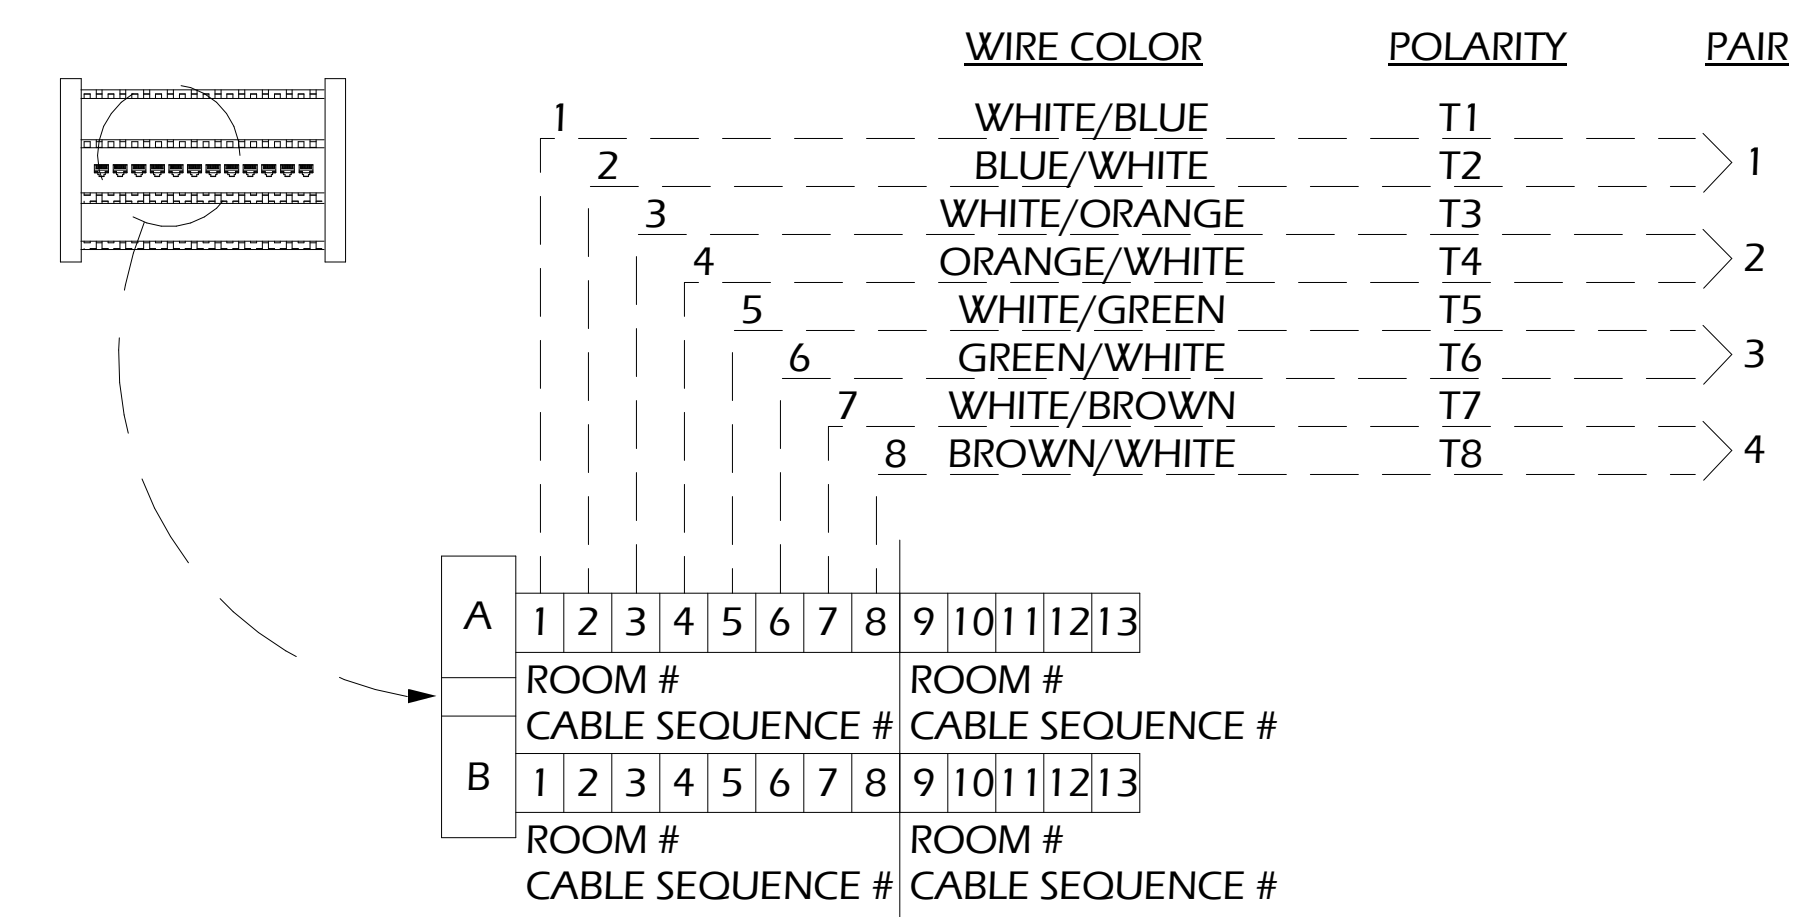 WIRE COLOR POLARITY PAIR
1 WHITE/BLUE T1
2 BLUE/WHITE T2 1
3 WHITE/ORANGE T3
4 ORANGE/WHITE T4 2
5 WHITE/GREEN T5
6 GREEN/WHITE T6 3
7 WHITE/BROWN T7
8 BROWN/WHITE T8 4
A 1 2 3 4 5 6 7 8 9 10 11 12 13
ROOM # ROOM #
CABLE SEQUENCE # CABLE SEQUENCE #
B 1 2 3 4 5 6 7 8 9 10 11 12 13
ROOM # ROOM #
CABLE SEQUENCE # CABLE SEQUENCE #